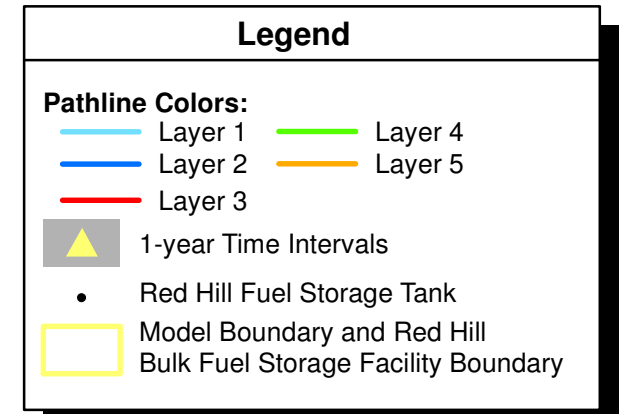 Legend
Pathline Colors:
Layer 1 Layer 4
Layer 2 Layer 5
Layer 3
1-year Time Intervals
Red Hill Fuel Storage Tank
Model Boundary and Red Hill
Bulk Fuel Storage Facility Boundary